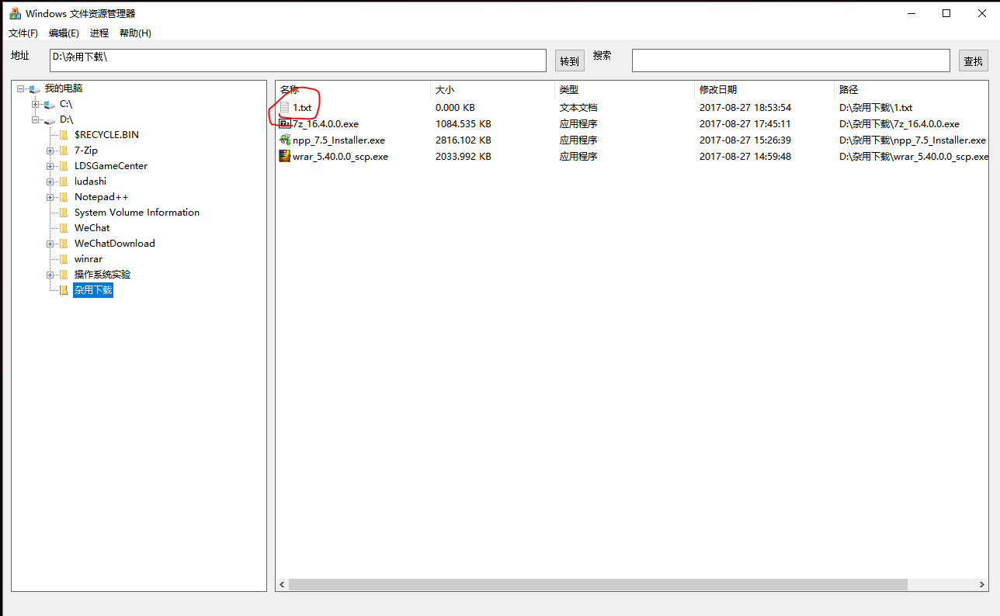 Windows 文件资源管理器
文件(F) 编辑(E) 进程 帮助(H)
地址 D:\杂用下载\ 转到 搜索 查找
我的电脑
C:\
D:\
$RECYCLE.BIN
7-Zip
LDSGameCenter
ludashi
Notepad++
System Volume Information
WeChat
WeChatDownload
winrar
操作系统实验
杂用下载
名称 大小 类型 修改日期 路径
1.txt 0.000 KB 文本文档 2017-08-27 18:53:54 D:\杂用下载\1.txt
7z_16.4.0.0.exe 1084.535 KB 应用程序 2017-08-27 17:45:11 D:\杂用下载\7z_16.4.0.0.exe
npp_7.5_Installer.exe 2816.102 KB 应用程序 2017-08-27 15:26:39 D:\杂用下载\npp_7.5_Installer.exe
wrar_5.40.0.0_scp.exe 2033.992 KB 应用程序 2017-08-27 14:59:48 D:\杂用下载\wrar_5.40.0.0_scp.exe